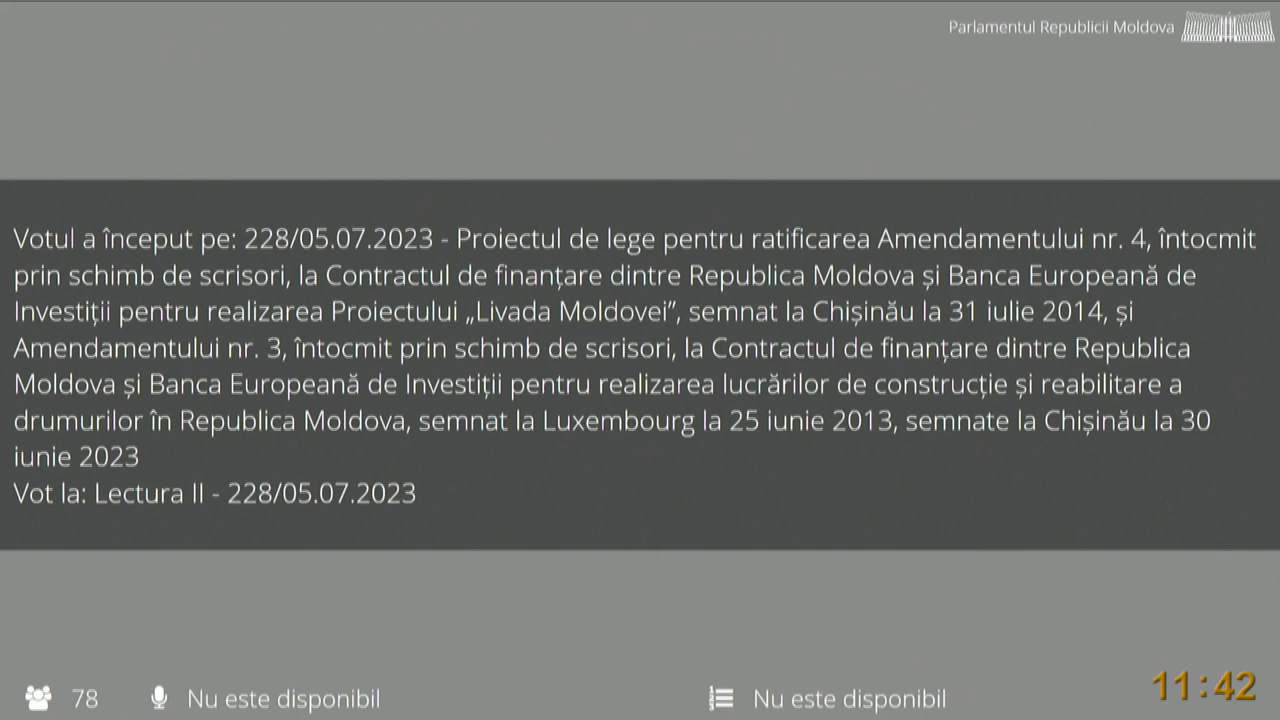 Parlamentul Republicii Moldova
Votul a început pe: 228/05.07.2023 - Proiectul de lege pentru ratificarea Amendamentului nr. 4, întocmit
prin schimb de scrisori, la Contractul de finanțare dintre Republica Moldova și Banca Europeană de
Investiții pentru realizarea Proiectului „Livada Moldovei”, semnat la Chișinău la 31 iulie 2014, și
Amendamentului nr. 3, întocmit prin schimb de scrisori, la Contractul de finanțare dintre Republica
Moldova și Banca Europeană de Investiții pentru realizarea lucrărilor de construcție și reabilitare a
drumurilor în Republica Moldova, semnat la Luxembourg la 25 iunie 2013, semnate la Chișinău la 30
iunie 2023
Vot la: Lectura II - 228/05.07.2023
78 Nu este disponibil Nu este disponibil 11:42